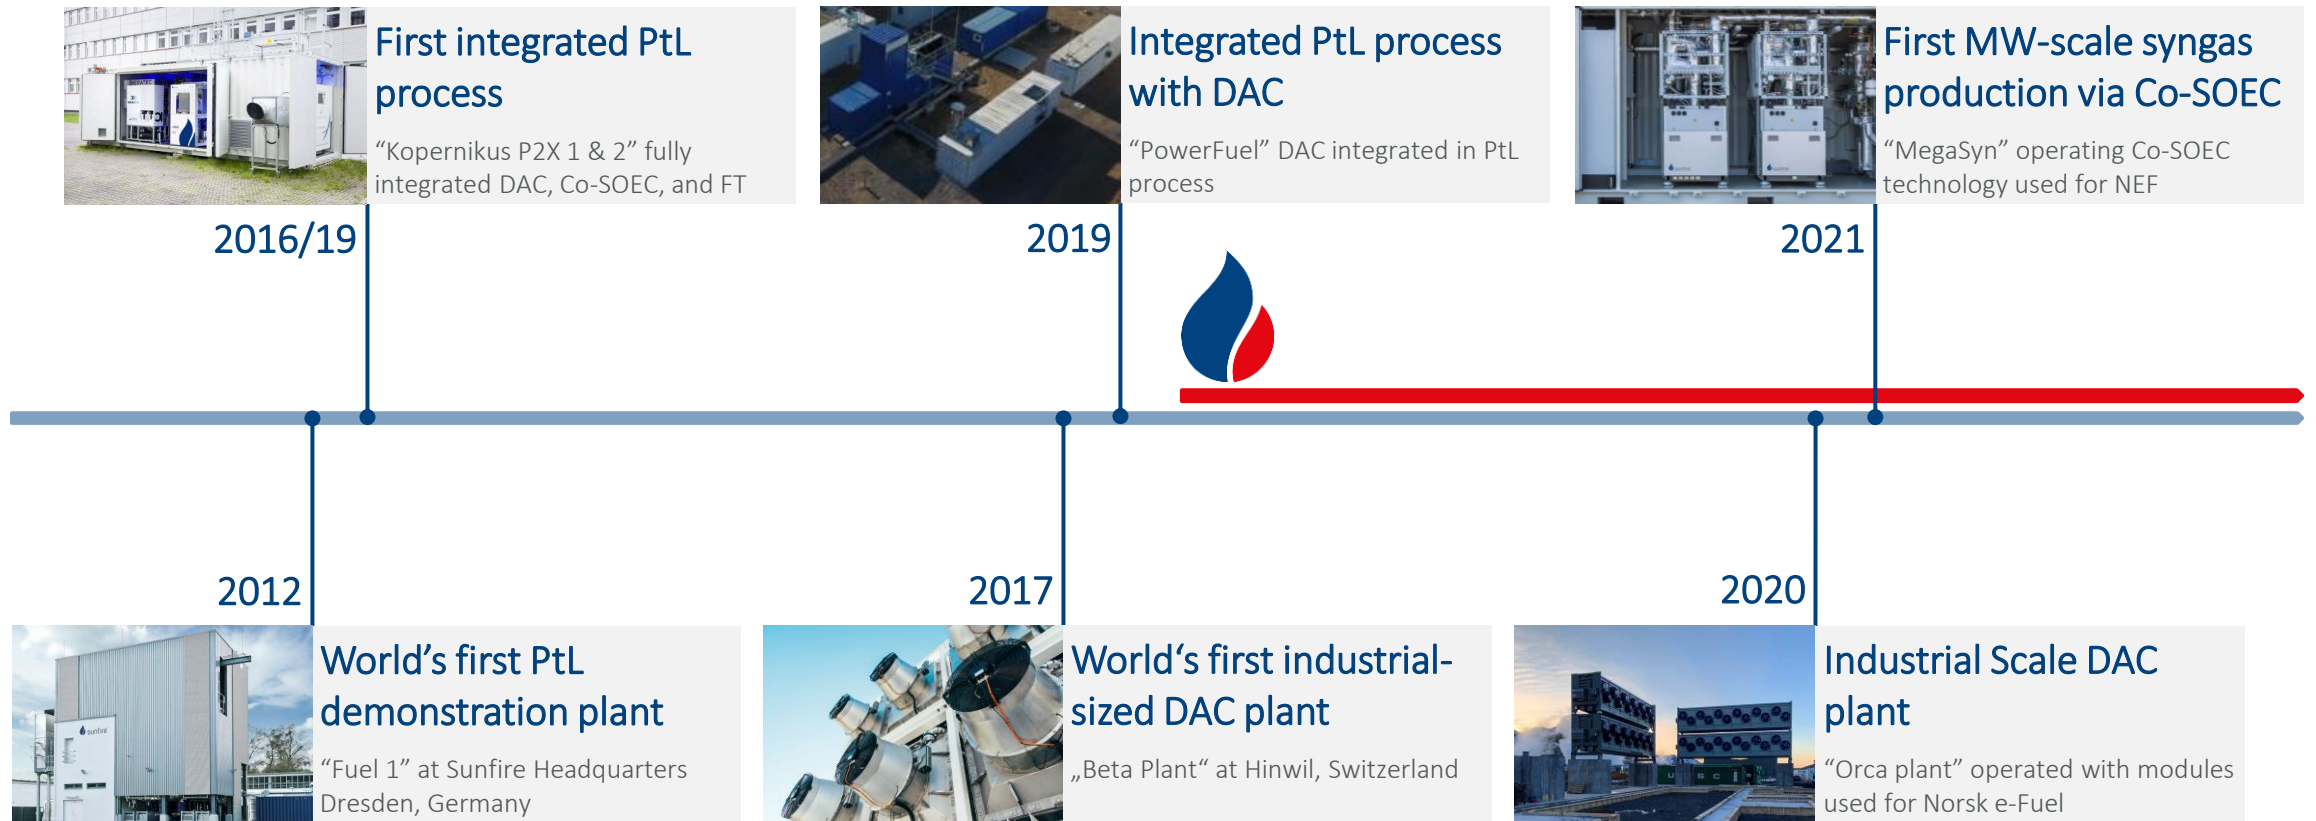 First integrated PtL
process
“Kopernikus P2X 1 & 2” fully
integrated DAC, Co-SOEC, and FT
2016/19
Integrated PtL process
with DAC
“PowerFuel” DAC integrated in PtL
process
2019
First MW-scale syngas
production via Co-SOEC
“MegaSyn” operating Co-SOEC
technology used for NEF
2021
2012
World’s first PtL
demonstration plant
“Fuel 1” at Sunfire Headquarters
Dresden, Germany
sunfire
2017
World‘s first industrial-
sized DAC plant
„Beta Plant“ at Hinwil, Switzerland
2020
Industrial Scale DAC
plant
“Orca plant” operated with modules
used for Norsk e-Fuel